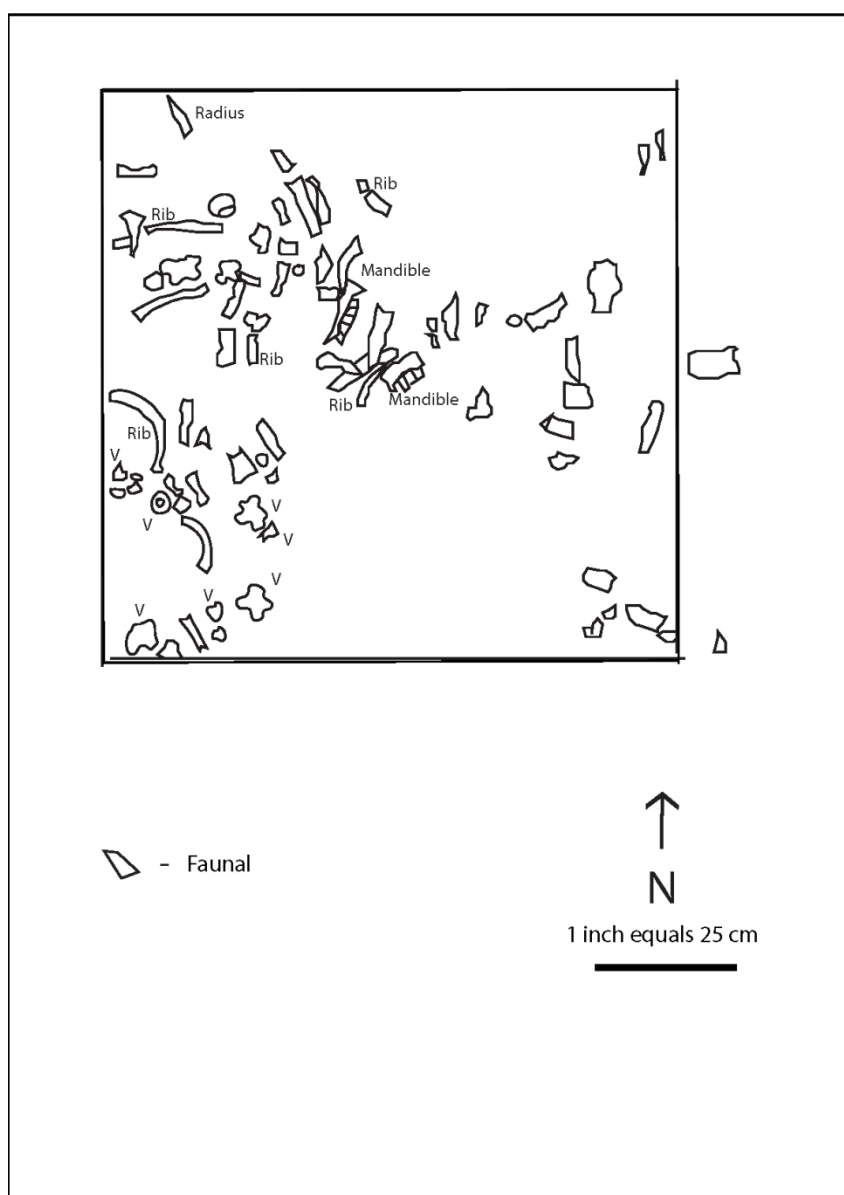 Radius
Rib
Rib
Mandible
Rib
Rib
Mandible
Rib
V
V
V
V
V
V
V
– Faunal
N
1 inch equals 25 cm